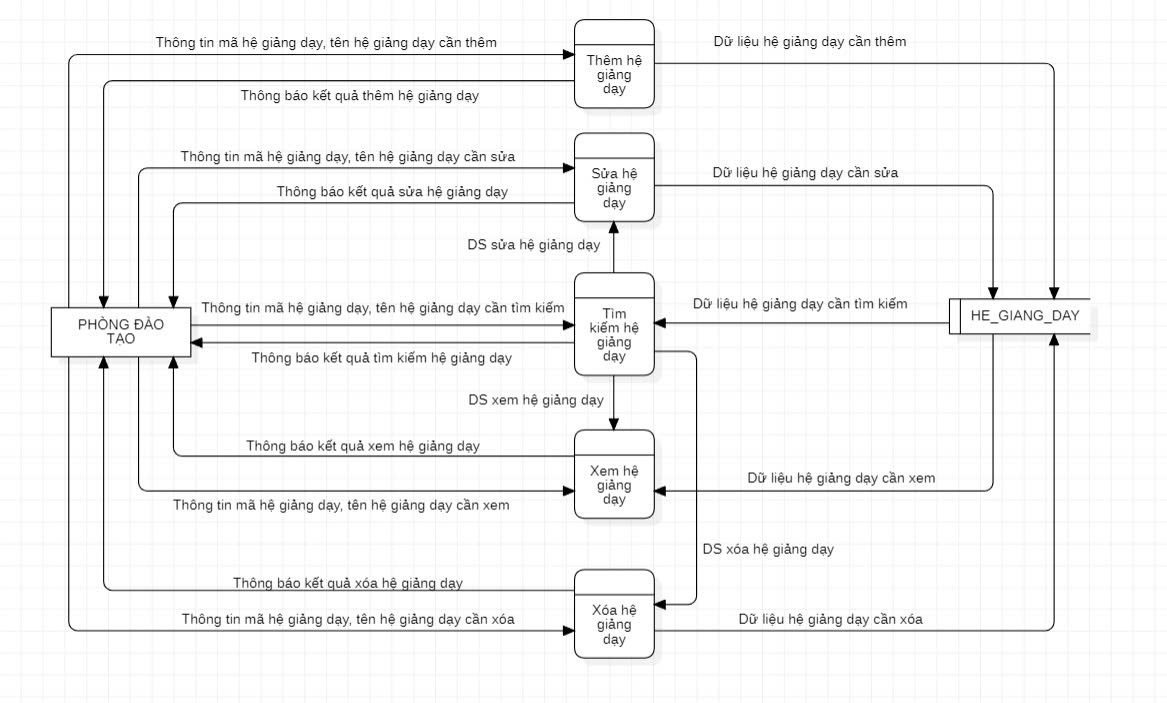 Thông tin mã hệ giảng dạy, tên hệ giảng dạy cần thêm
Dữ liệu hệ giảng dạy cần thêm
Thêm hệ
giảng
dạy
Thông báo kết quả thêm hệ giảng dạy
Thông tin mã hệ giảng dạy, tên hệ giảng dạy cần sửa
Dữ liệu hệ giảng dạy cần sửa
Sửa hệ
giảng
dạy
Thông báo kết quả sửa hệ giảng dạy
DS sửa hệ giảng dạy
Thông tin mã hệ giảng dạy, tên hệ giảng dạy cần tìm kiếm
Dữ liệu hệ giảng dạy cần tìm kiếm
PHÒNG ĐÀO
TẠO
Tìm
kiếm hệ
giảng
dạy
HE_GIANG_DAY
Thông báo kết quả tìm kiếm hệ giảng dạy
DS xem hệ giảng dạy
Thông báo kết quả xem hệ giảng dạy
Xem hệ
giảng
dạy
Dữ liệu hệ giảng dạy cần xem
Thông tin mã hệ giảng dạy, tên hệ giảng dạy cần xem
DS xóa hệ giảng dạy
Thông báo kết quả xóa hệ giảng dạy
Xóa hệ
giảng
dạy
Thông tin mã hệ giảng dạy, tên hệ giảng dạy cần xóa
Dữ liệu hệ giảng dạy cần xóa